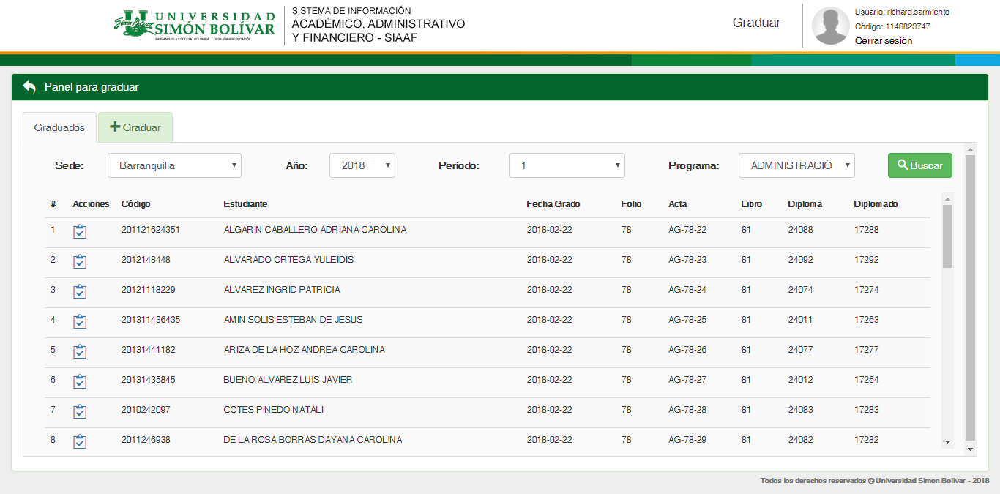 UNIVERSIDAD
SIMÓN BOLÍVAR
BARRANQUILLA Y CÚCUTA - COLOMBIA | VIGILADA MINEDUCACIÓN
SISTEMA DE INFORMACIÓN
ACADÉMICO, ADMINISTRATIVO
Y FINANCIERO - SIAAF
Graduar
Usuario: richard.sarmiento
Código: 1140823747
Cerrar sesión
Panel para graduar
Graduados
Graduar
Sede: Barranquilla Año: 2018 Periodo: 1 Programa: ADMINISTRACIÓ Buscar
# Acciones Código Estudiante Fecha Grado Folio Acta Libro Diploma Diplomado
1 201121624351 ALGARIN CABALLERO ADRIANA CAROLINA 2018-02-22 78 AG-78-22 81 24088 17288
2 2012148448 ALVARADO ORTEGA YULEIDIS 2018-02-22 78 AG-78-23 81 24092 17292
3 20121118229 ALVAREZ INGRID PATRICIA 2018-02-22 78 AG-78-24 81 24074 17274
4 201311436435 AMIN SOLIS ESTEBAN DE JESUS 2018-02-22 78 AG-78-25 81 24011 17263
5 20131441182 ARIZA DE LA HOZ ANDREA CAROLINA 2018-02-22 78 AG-78-26 81 24077 17277
6 20131435845 BUENO ALVAREZ LUIS JAVIER 2018-02-22 78 AG-78-27 81 24012 17264
7 2010242097 COTES PINEDO NATALI 2018-02-22 78 AG-78-28 81 24083 17283
8 2011246938 DE LA ROSA BORRAS DAYANA CAROLINA 2018-02-22 78 AG-78-29 81 24082 17282
Todos los derechos reservados @ Universidad Simon Bolívar - 2018